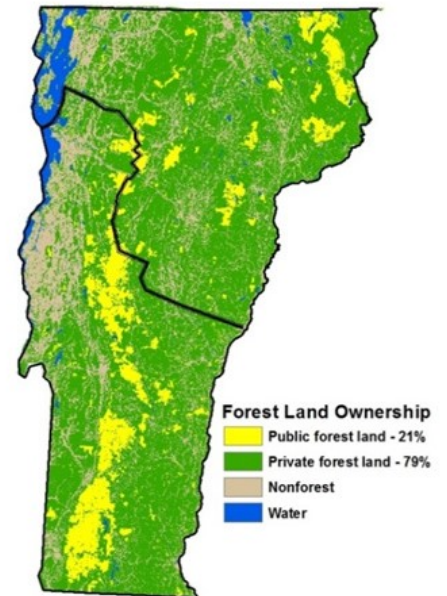 Forest Land Ownership
Public forest land - 21%
Private forest land - 79%
Nonforest
Water